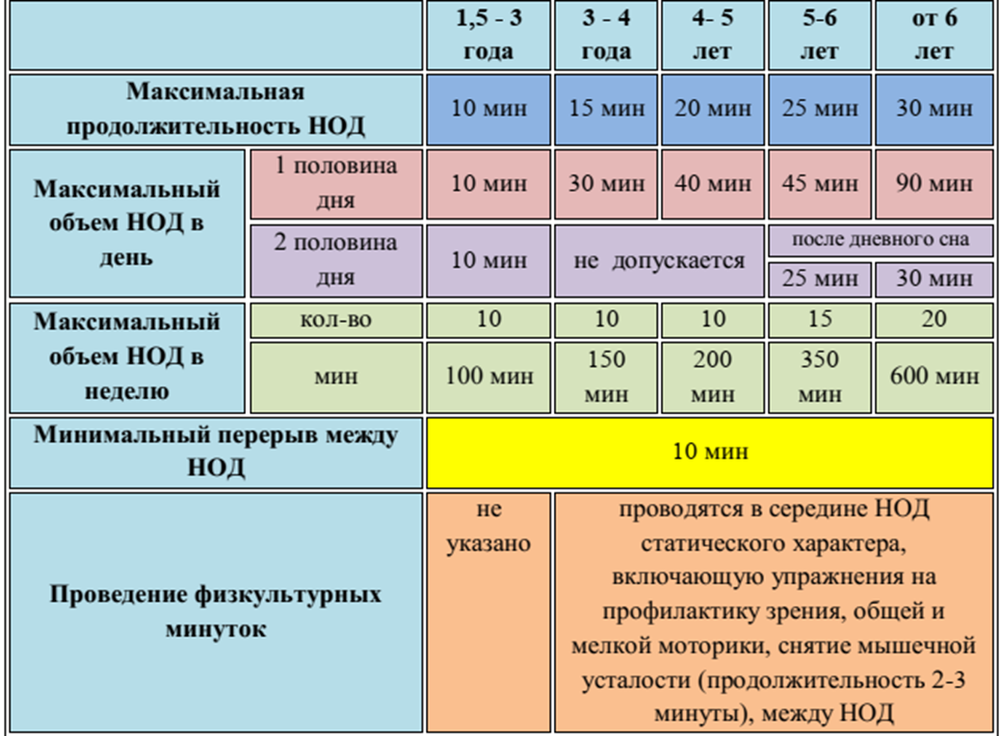 1,5 - 3 года
3 - 4 года
4- 5 лет
5-6 лет
от 6 лет
Максимальная
продолжительность НОД
10 мин
15 мин
20 мин
25 мин
30 мин
Максимальный
объем НОД в
день
1 половина
дня
10 мин
30 мин
40 мин
45 мин
90 мин
2 половина
дня
10 мин
не допускается
после дневного сна
25 мин
30 мин
Максимальный
объем НОД в
неделю
кол-во
10
10
10
15
20
мин
100 мин
150
мин
200
мин
350
мин
600 мин
Минимальный перерыв между
НОД
10 мин
Проведение физкультурных
минуток
не
указано
проводятся в середине НОД
статического характера,
включающую упражнения на
профилактику зрения, общей и
мелкой моторики, снятие мышечной
усталости (продолжительность 2-3
минуты), между НОД